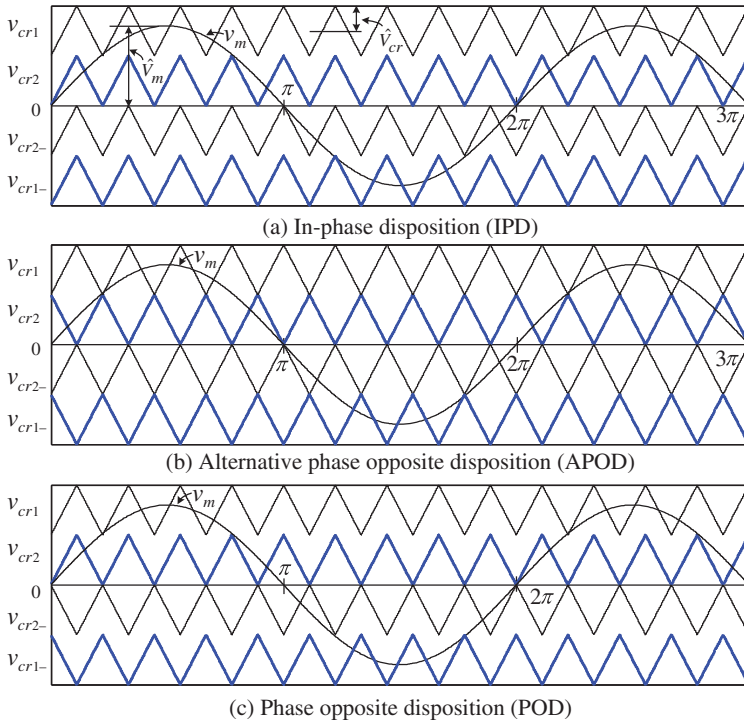 v_cr1
v_m
v̂_cr
v_cr2
v̂_m
0
π
2π
3π
v_cr2–
v_cr1–
(a) In-phase disposition (IPD)
v_cr1
v_m
v_cr2
0
π
2π
3π
v_cr2–
v_cr1–
(b) Alternative phase opposite disposition (APOD)
v_cr1
v_m
v_cr2
π
0
2π
v_cr2–
v_cr1–
(c) Phase opposite disposition (POD)